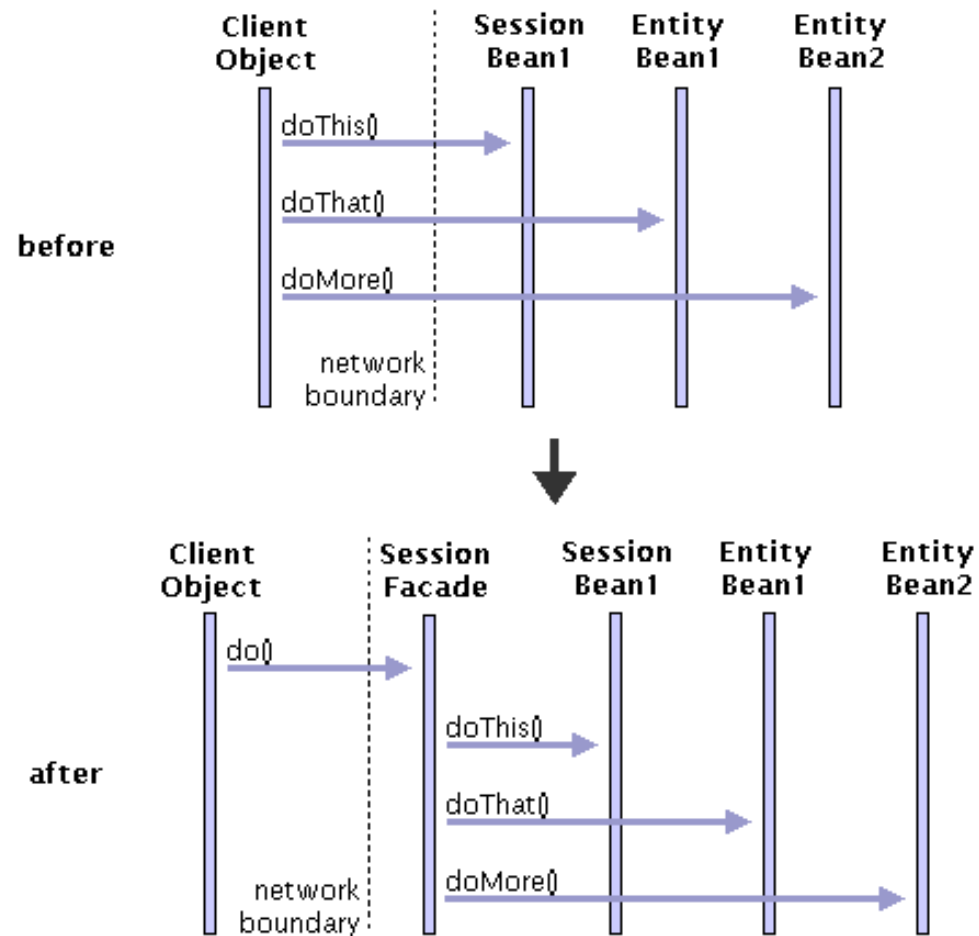 Client Session Entity Entity
Object Bean1 Bean1 Bean2
doThis()
doThat()
before
doMore()
network
boundary
Client Session Session Entity Entity
Object Facade Bean1 Bean1 Bean2
do()
doThis()
after
doThat()
doMore()
network
boundary